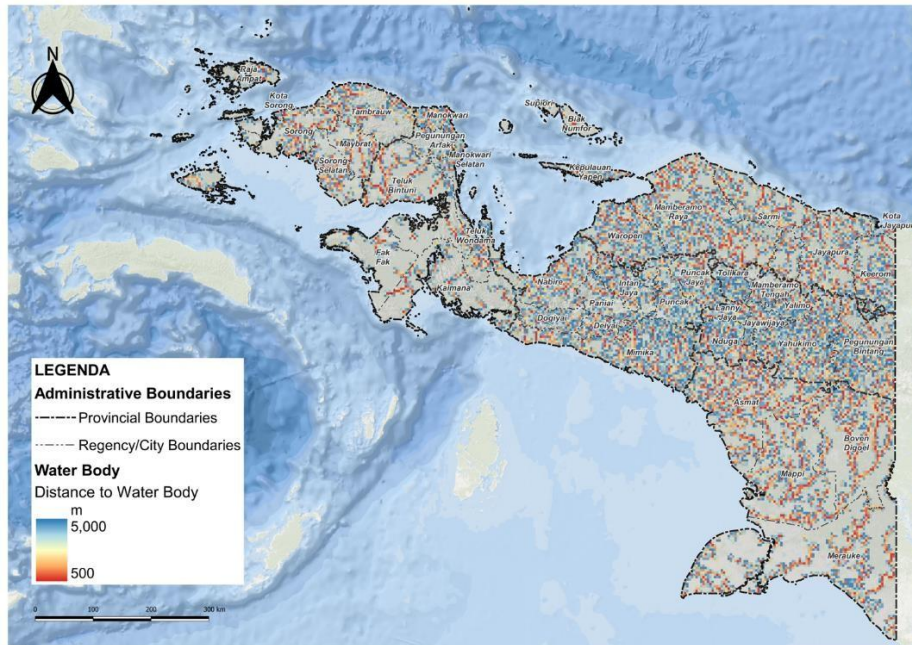 N
Raja
Ampat
Kota
Sorong
Sorong
Tambrauw
Manokwari
Maybrat
Pegunungan
Arfak
Manokwari
Selatan
Sorong
Selatan
Teluk
Bintuni
Supiori
Biak
Numfor
Kepulauan
Yapen
Teluk
Wondama
Fak
Fak
Kaimana
Mamberamo
Raya
Sarmi
Kota
Jayapura
Waropen
Jayapura
Keerom
Nabire
Intan
Jaya
Puncak
Jaya
Tolikara
Mamberamo
Tengah
Paniai
Puncak
Lanny
Jaya
Yalimo
Dogiyai
Deiyai
Jayawijaya
Mimika
Nduga
Yahukimo
Pegunungan
Bintang
Asmat
Boven
Digoel
Mappi
Merauke
LEGENDA
Administrative Boundaries
Provincial Boundaries
Regency/City Boundaries
Water Body
Distance to Water Body
m
5,000
500
0 100 200 300 km